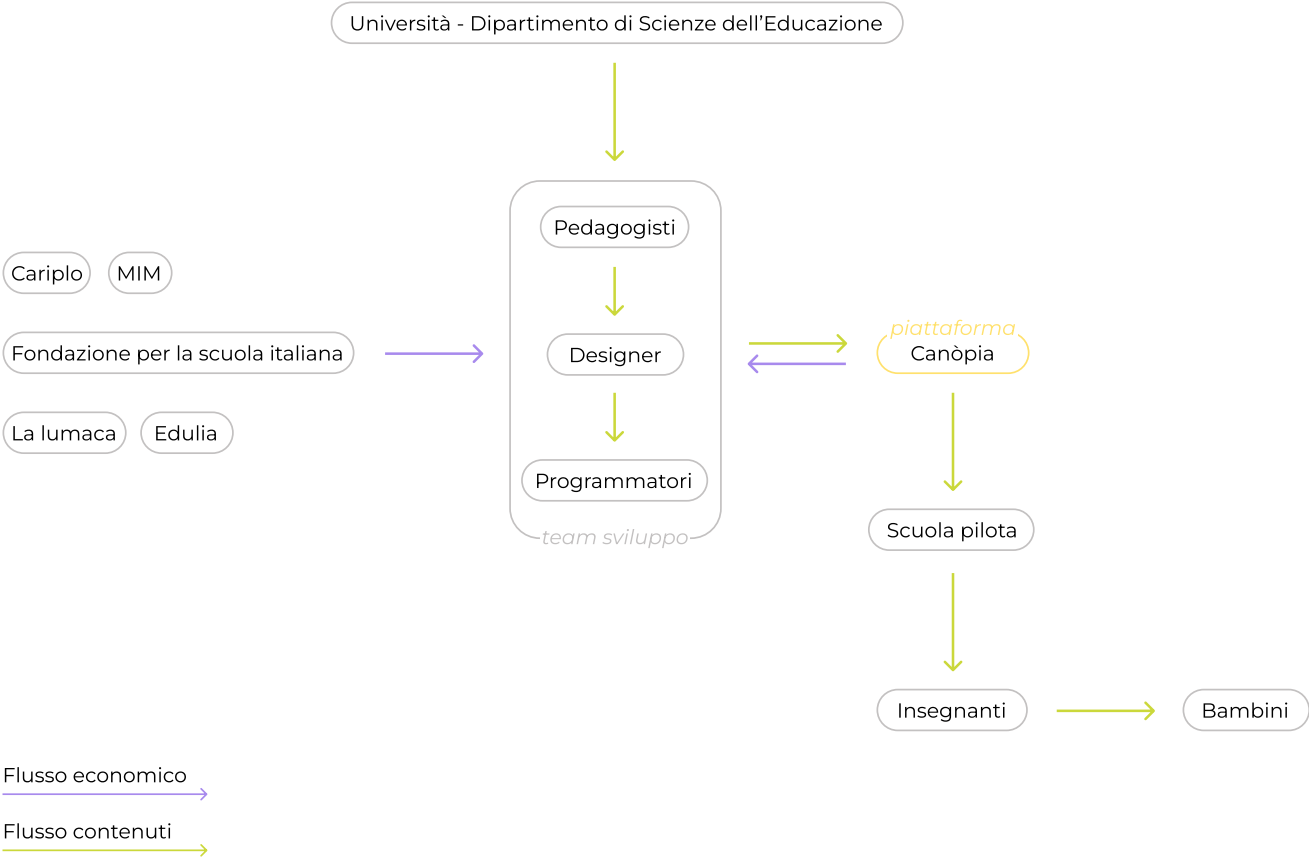 Università - Dipartimento di Scienze dell’Educazione
Pedagogisti
Cariplo MIM
piattaforma
Fondazione per la scuola italiana
Designer
Canòpia
La lumaca Edulia
Programmatori
team sviluppo
Scuola pilota
Insegnanti
Bambini
Flusso economico
Flusso contenuti